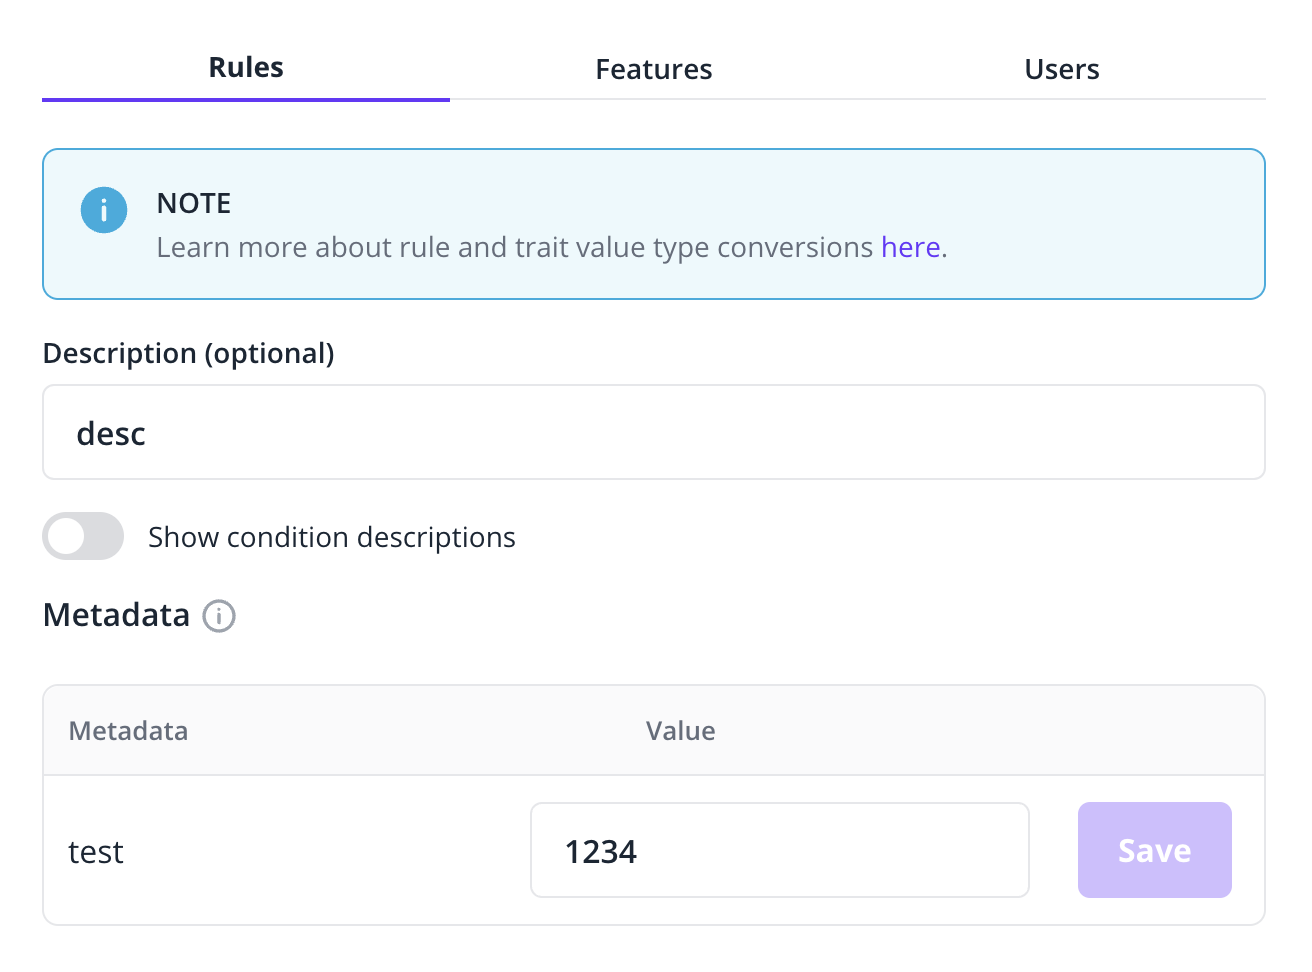 Rules Features Users
NOTE
Learn more about rule and trait value type conversions here.
Description (optional)
desc
Show condition descriptions
Metadata
Metadata Value
test 1234 Save